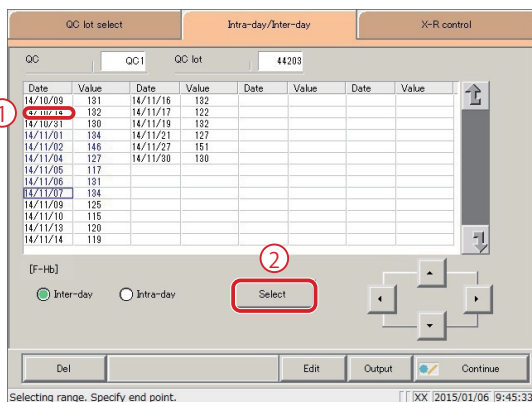 QC lot select Intra-day/Inter-day X-R control
QC QC1 QC lot 44203
Date Value Date Value Date Value Date Value
14/10/09 131 14/11/16 132
1 14/10/14 132 14/11/17 122
14/10/31 130 14/11/19 132
14/11/01 134 14/11/21 127
14/11/02 146 14/11/27 151
14/11/04 127 14/11/30 130
14/11/05 117
14/11/06 131
14/11/07 134
14/11/09 125
14/11/10 115
14/11/13 120
14/11/14 119
[F-Hb] 2
Inter-day Intra-day Select
Del Edit Output Continue
Selecting range. Specify end point. XX 2015/01/06 9:45:33